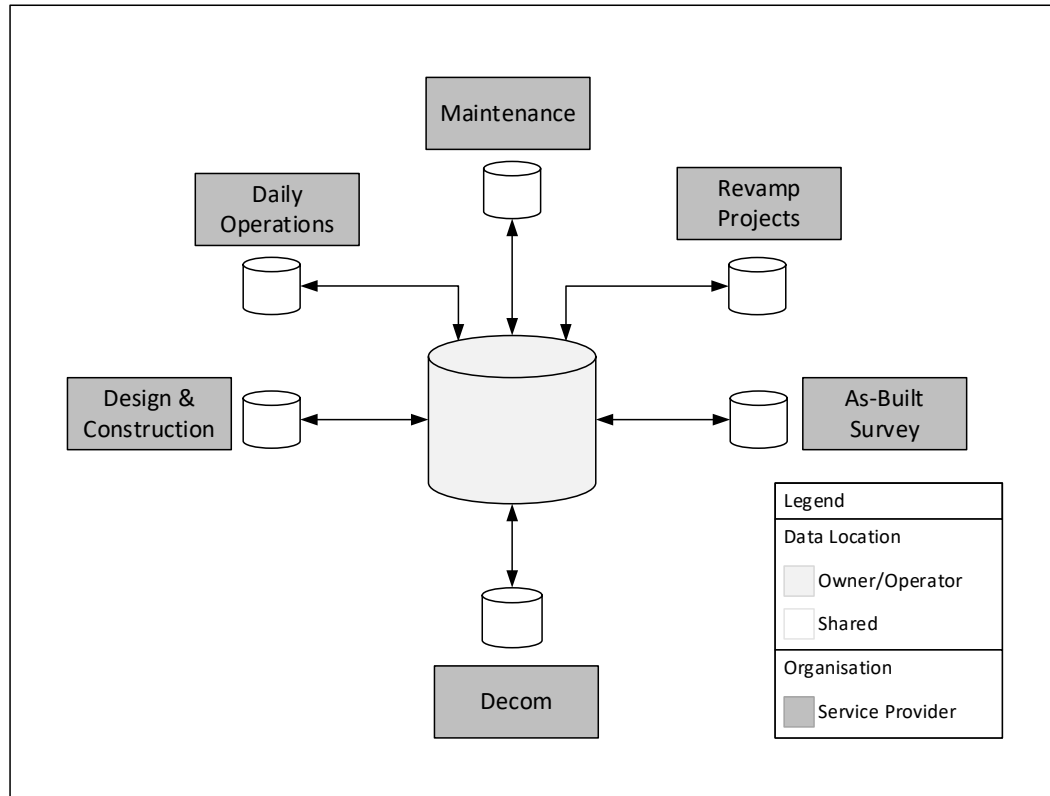 Maintenance
Daily
Operations
Revamp
Projects
Design &
Construction
As-Built
Survey
Decom
Legend
Data Location
Owner/Operator
Shared
Organisation
Service Provider